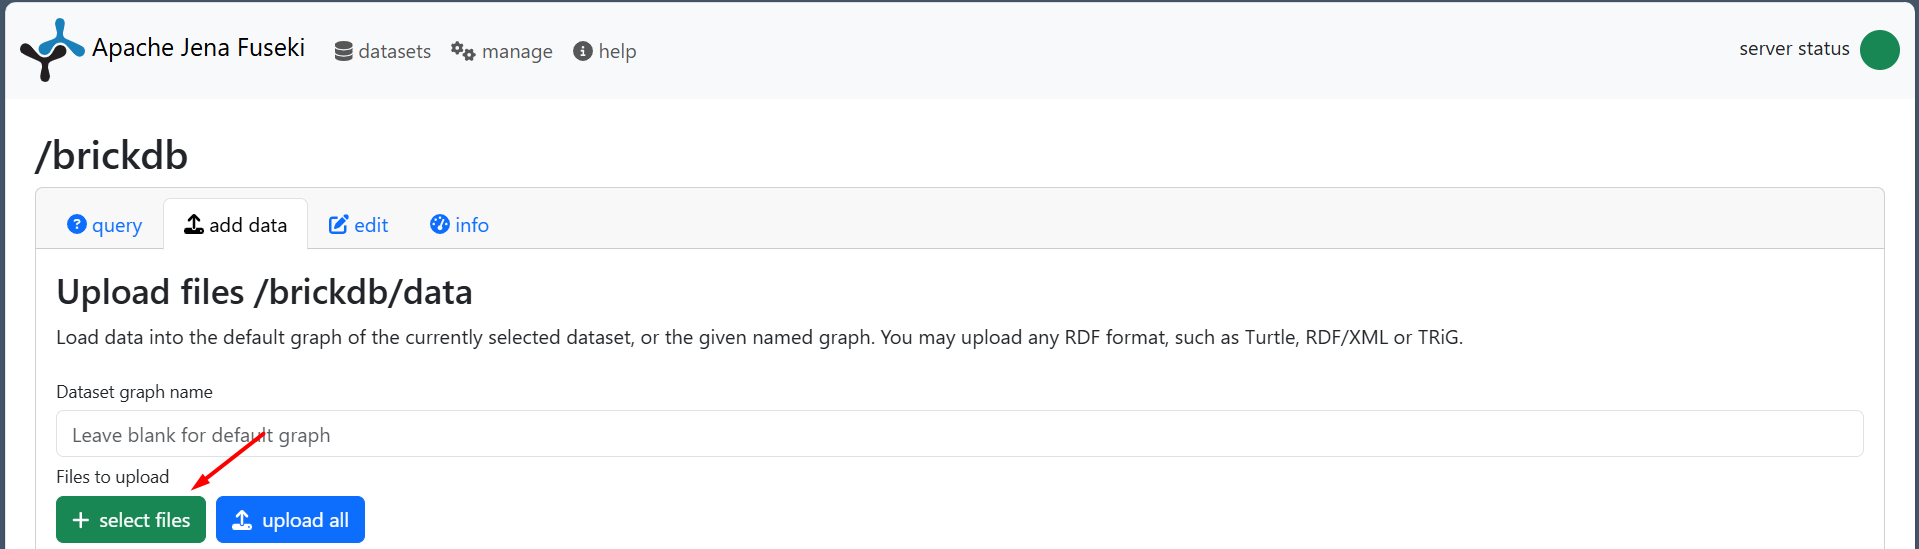 Apache Jena Fuseki datasets manage help server status
/brickdb
query add data edit info
Upload files /brickdb/data
Load data into the default graph of the currently selected dataset, or the given named graph. You may upload any RDF format, such as Turtle, RDF/XML or TRiG.
Dataset graph name
Leave blank for default graph
Files to upload
select files upload all